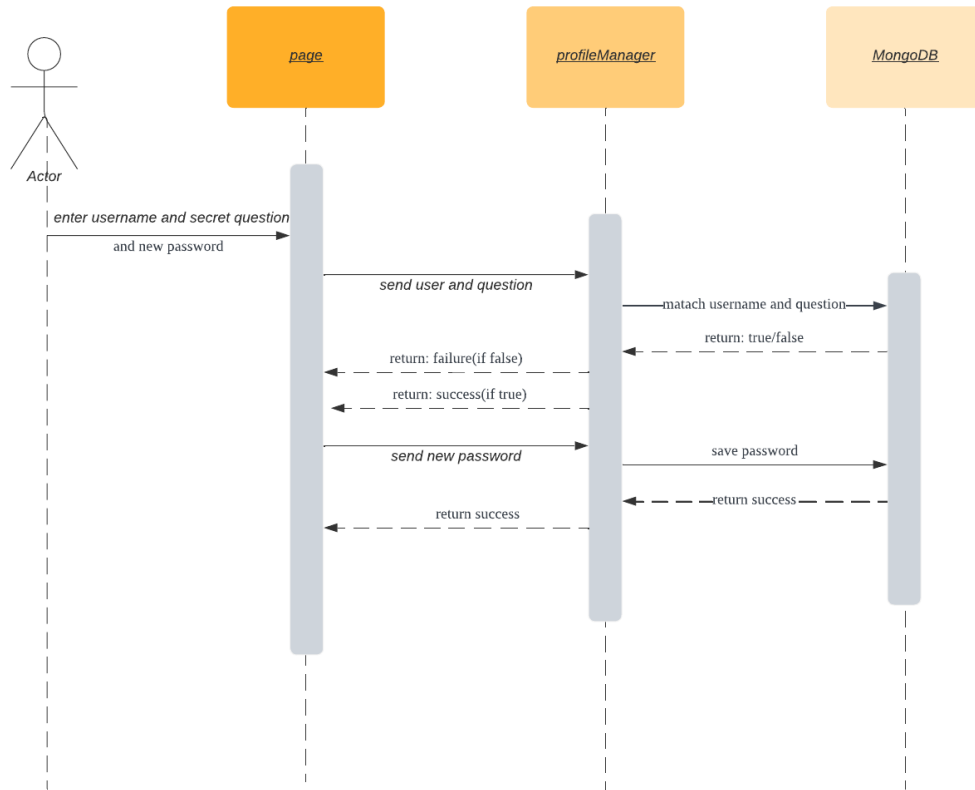 page
profileManager
MongoDB
Actor
enter username and secret question
and new password
send user and question
matach username and question
return: true/false
return: failure(if false)
return: success(if true)
send new password
save password
return success
return success